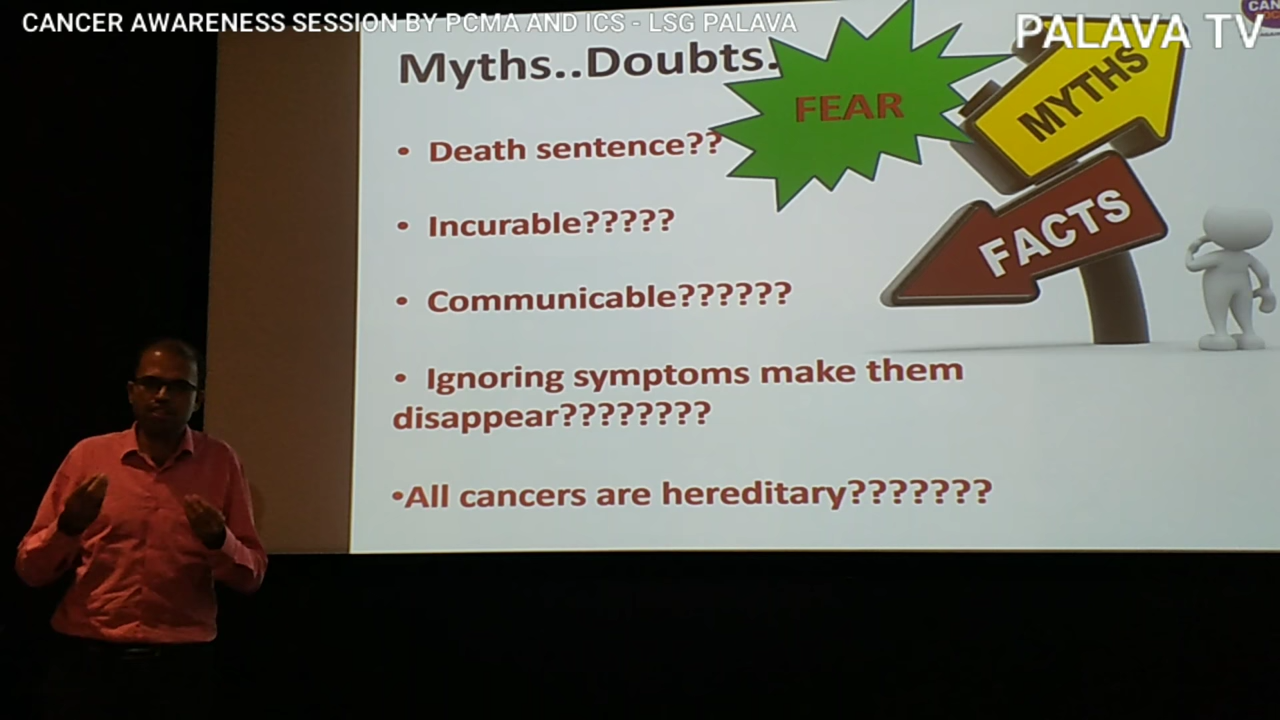 CANCER AWARENESS SESSION BY PCMA AND ICS - LSG PALAVA
PALAVA TV
CAN
Myths..Doubts.
FEAR
MYTHS
• Death sentence??
FACTS
• Incurable?????
• Communicable??????
• Ignoring symptoms make them
disappear????????
•All cancers are hereditary???????